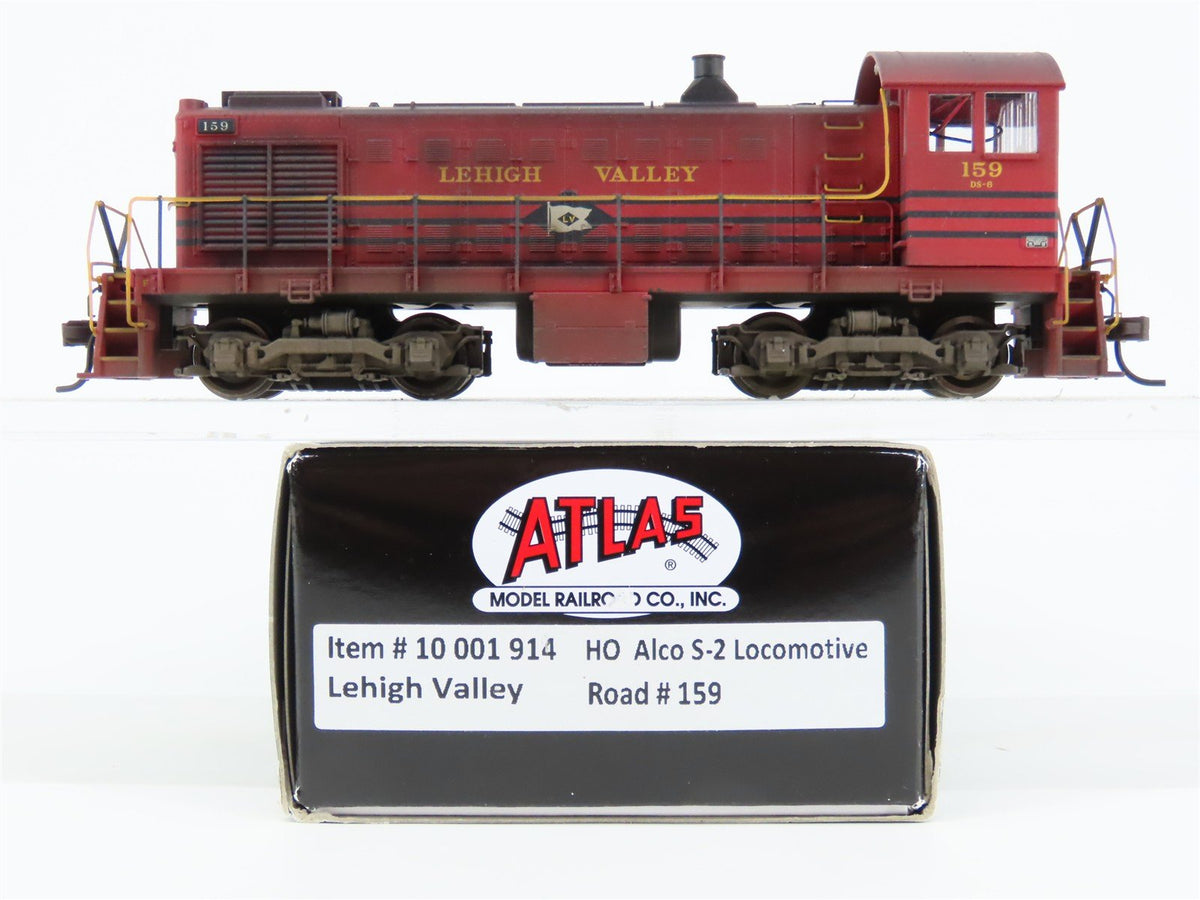 159
LEHIGH VALLEY
LV
159
DS-6
ATLAS
®
MODEL RAILRO D CO., INC.
Item # 10 001 914 HO Alco S-2 Locomotive
Lehigh Valley Road # 159